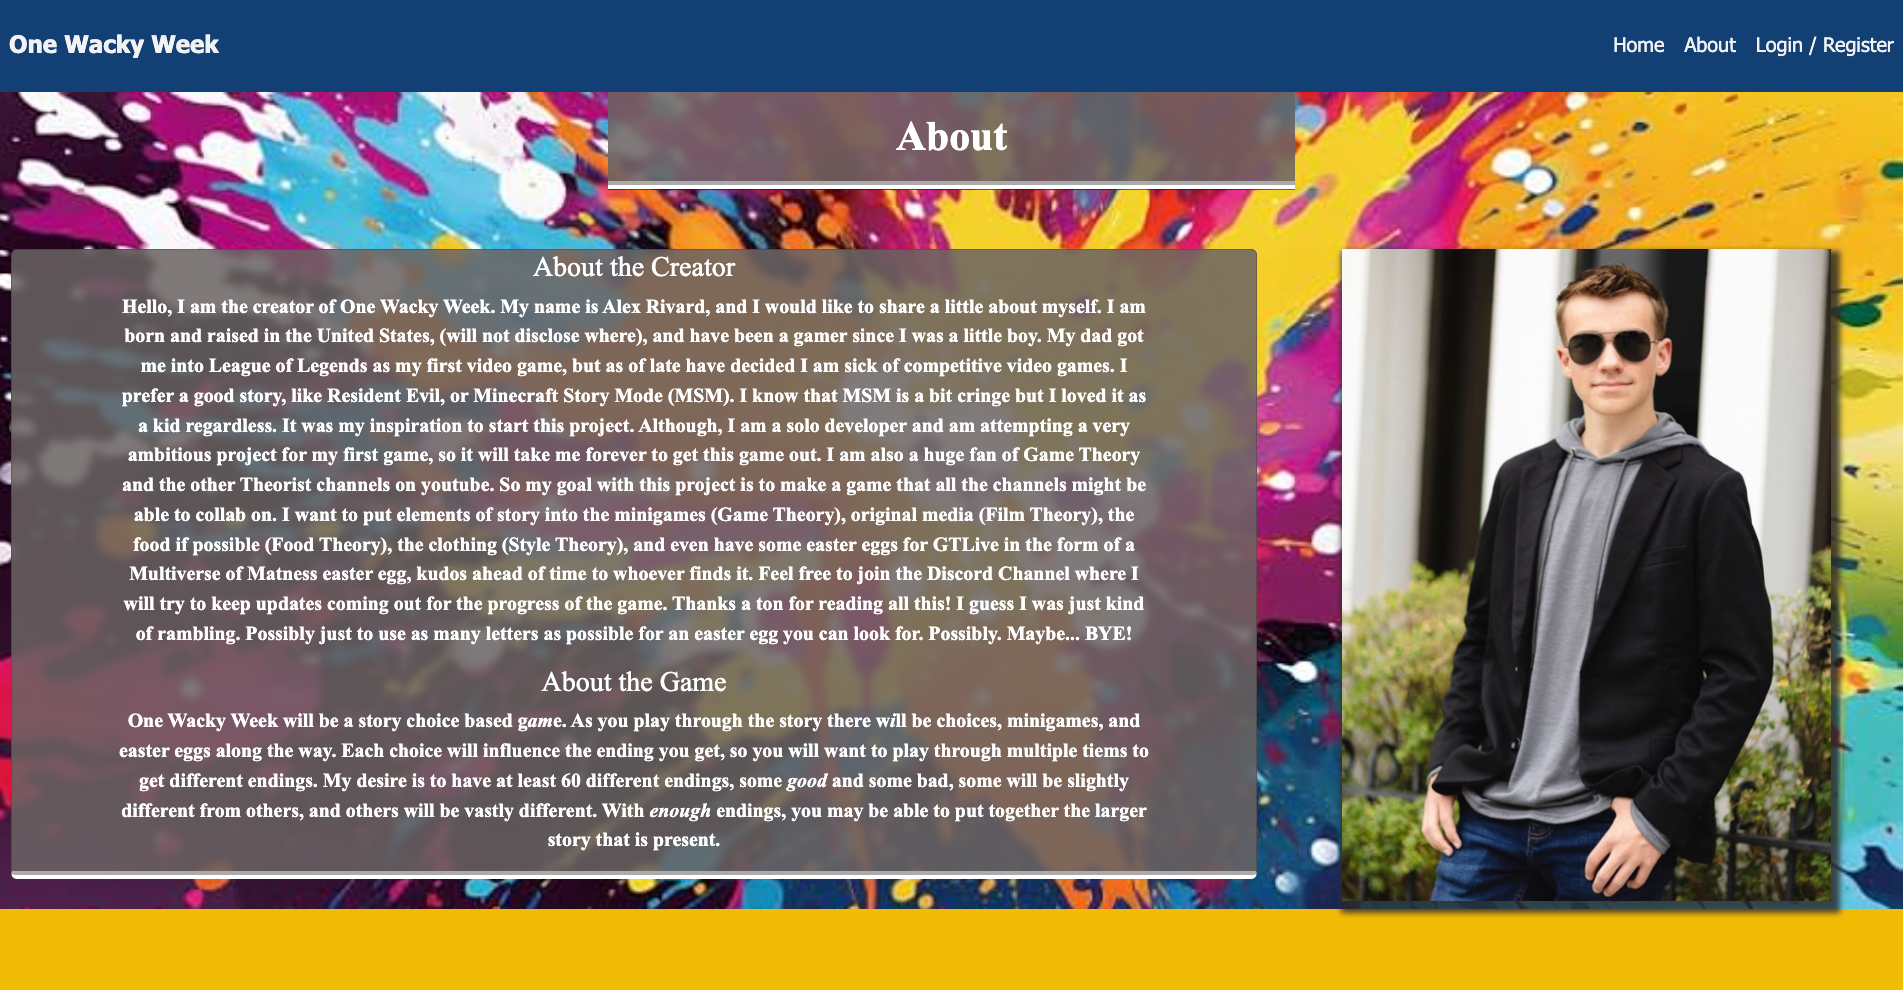 One Wacky Week
Home About Login / Register
About
About the Creator
Hello, I am the creator of One Wacky Week. My name is Alex Rivard, and I would like to share a little about myself. I am
born and raised in the United States, (will not disclose where), and have been a gamer since I was a little boy. My dad got
me into League of Legends as my first video game, but as of late have decided I am sick of competitive video games. I
prefer a good story, like Resident Evil, or Minecraft Story Mode (MSM). I know that MSM is a bit cringe but I loved it as
a kid regardless. It was my inspiration to start this project. Although, I am a solo developer and am attempting a very
ambitious project for my first game, so it will take me forever to get this game out. I am also a huge fan of Game Theory
and the other Theorist channels on youtube. So my goal with this project is to make a game that all the channels might be
able to collab on. I want to put elements of story into the minigames (Game Theory), original media (Film Theory), the
food if possible (Food Theory), the clothing (Style Theory), and even have some easter eggs for GTLive in the form of a
Multiverse of Matness easter egg, kudos ahead of time to whoever finds it. Feel free to join the Discord Channel where I
will try to keep updates coming out for the progress of the game. Thanks a ton for reading all this! I guess I was just kind
of rambling. Possibly just to use as many letters as possible for an easter egg you can look for. Possibly. Maybe... BYE!
About the Game
One Wacky Week will be a story choice based game. As you play through the story there will be choices, minigames, and
easter eggs along the way. Each choice will influence the ending you get, so you will want to play through multiple tiems to
get different endings. My desire is to have at least 60 different endings, some good and some bad, some will be slightly
different from others, and others will be vastly different. With enough endings, you may be able to put together the larger
story that is present.